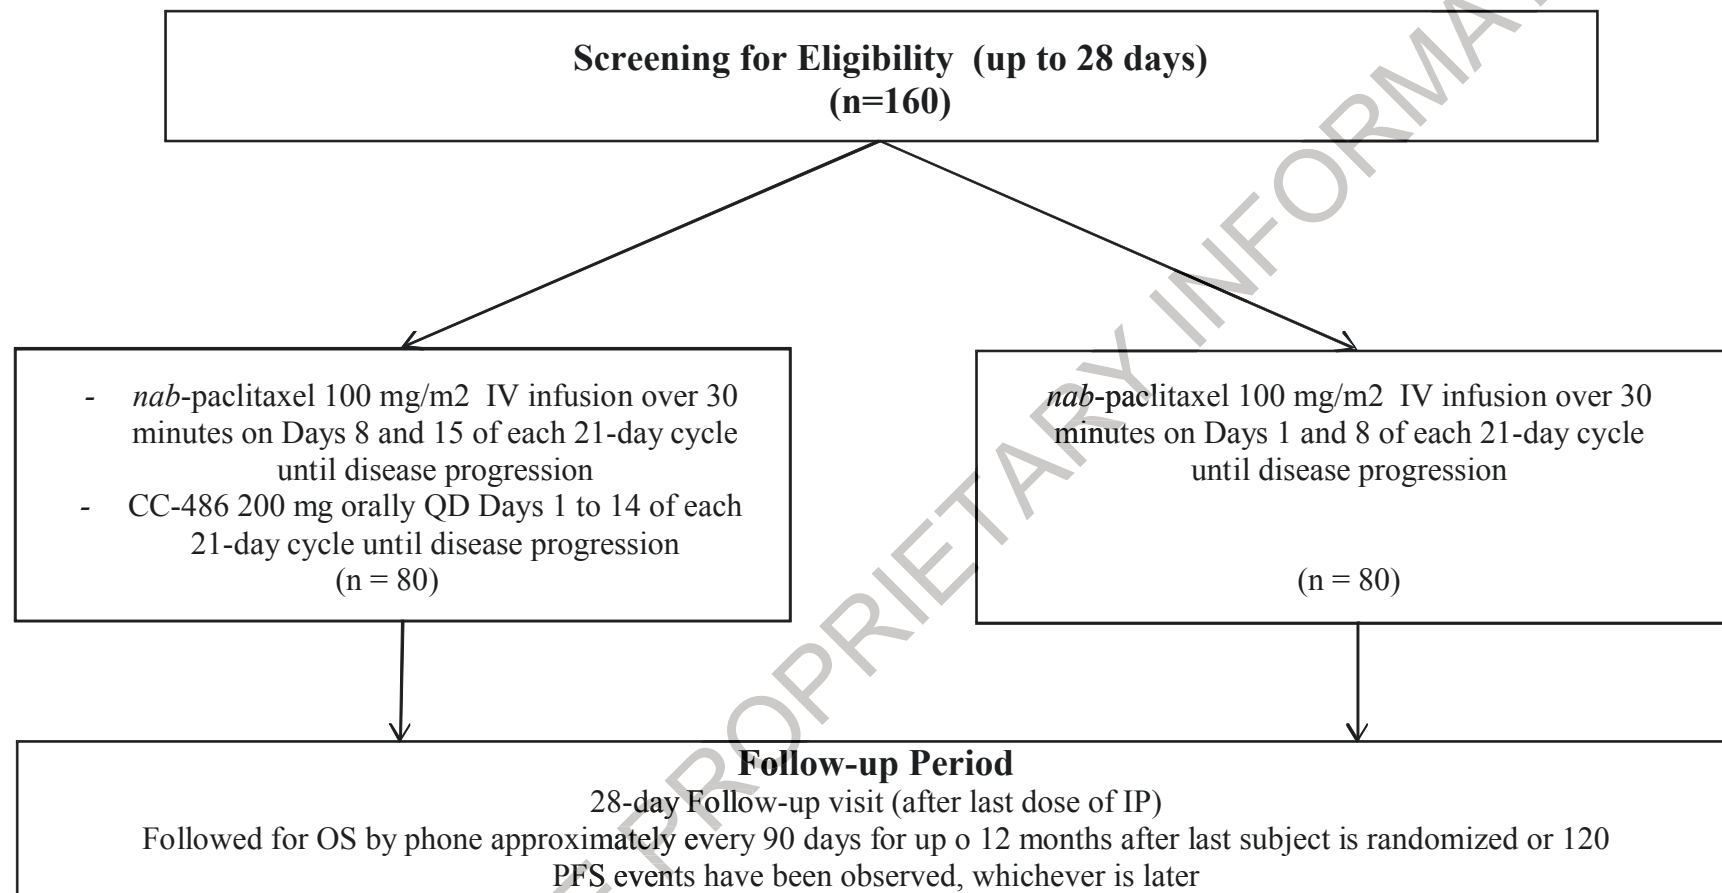 Screening for Eligibility (up to 28 days)
(n=160)
- nab-paclitaxel 100 mg/m2 IV infusion over 30
minutes on Days 8 and 15 of each 21-day cycle
until disease progression
- CC-486 200 mg orally QD Days 1 to 14 of each
21-day cycle until disease progression
(n = 80)
nab-paclitaxel 100 mg/m2 IV infusion over 30
minutes on Days 1 and 8 of each 21-day cycle
until disease progression
(n = 80)
Follow-up Period
28-day Follow-up visit (after last dose of IP)
Followed for OS by phone approximately every 90 days for up o 12 months after last subject is randomized or 120
PFS events have been observed, whichever is later
PROPRIETARY